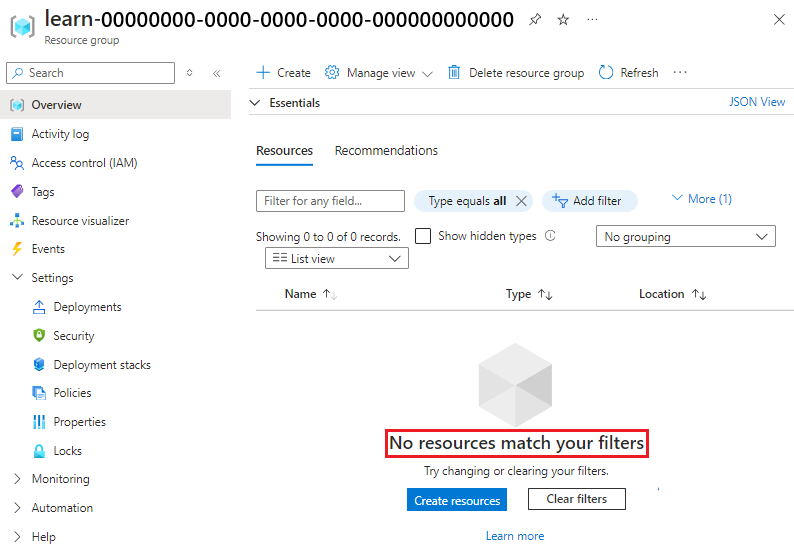 learn-00000000-0000-0000-0000-000000000000
Resource group
Search
Overview
Activity log
Access control (IAM)
Tags
Resource visualizer
Events
Settings
Deployments
Security
Deployment stacks
Policies
Properties
Locks
Monitoring
Automation
Help
Create Manage view Delete resource group Refresh
Essentials JSON View
Resources Recommendations
Filter for any field... Type equals all Add filter More (1)
Showing 0 to 0 of 0 records. Show hidden types No grouping
List view
Name Type Location
No resources match your filters
Try changing or clearing your filters.
Create resources Clear filters
Learn more